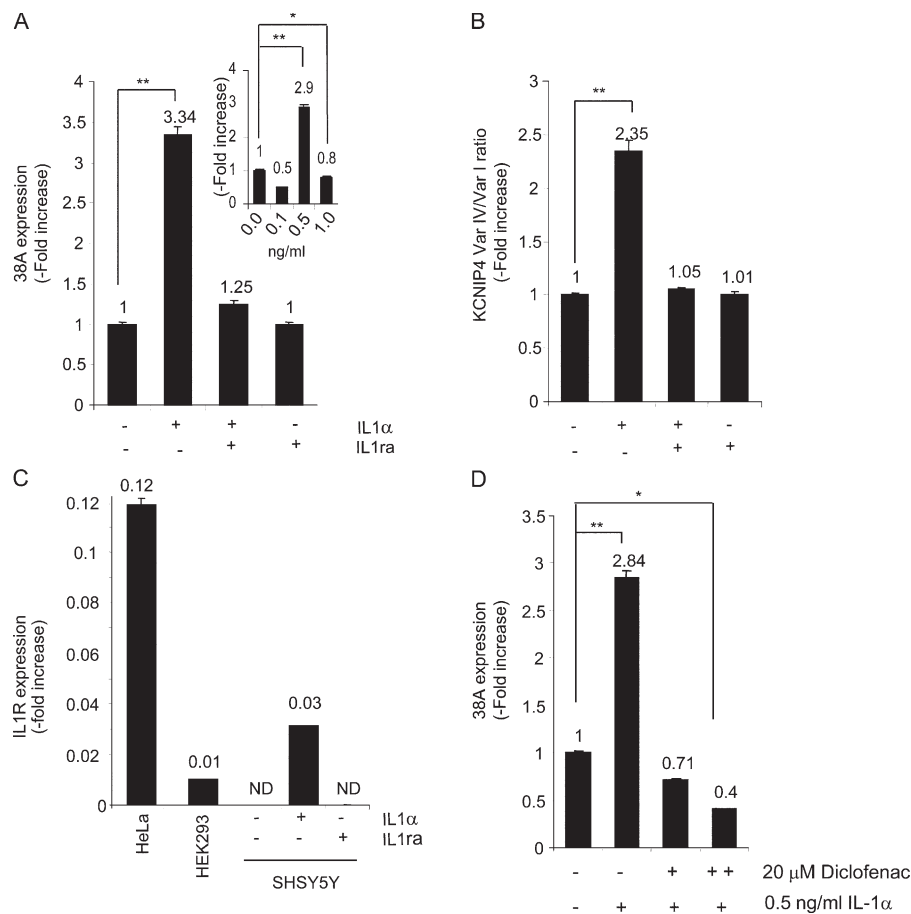 A
38A expression
(-Fold increase)
4
3.5
3
2.5
2
1.5
1
0.5
0
**
1
3.34
1.25
1
- + + - IL1α
- - + + IL1ra
(-Fold increase)
4
3
2
1
0
*
**
1
0.5
2.9
0.8
0.0 0.1 0.5 1.0
ng/ml
B
KCNIP4 Var IV/Var I ratio
(-Fold increase)
3
2.5
2
1.5
1
0.5
0
**
1
2.35
1.05
1.01
- + + -
- - + +
C
IL1R expression
(-fold increase)
0.12
0.1
0.08
0.06
0.04
0.02
0
0.12
0.01
ND
0.03
ND
HeLa
HEK293
- + - IL1α
- - + IL1ra
SHSY5Y
D
38A expression
(-Fold increase)
3.5
3
2.5
2
1.5
1
0.5
0
*
**
1
2.84
0.71
0.4
- - + ++ 20 μM Diclofenac
- + + + 0.5 ng/ml IL-1α